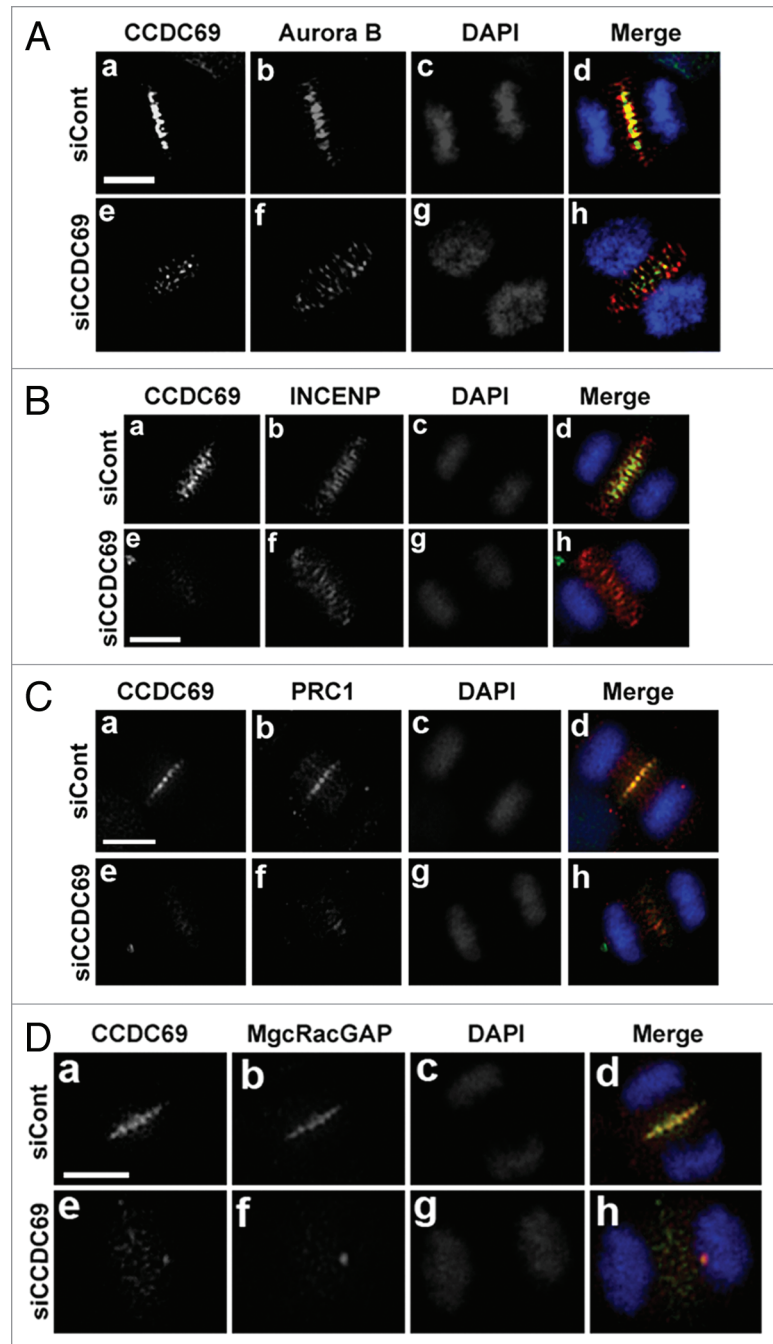 A
CCDC69 Aurora B DAPI Merge
siCont
a b c d
siCCDC69
e f g h
B
CCDC69 INCENP DAPI Merge
siCont
a b c d
siCCDC69
e f g h
C
CCDC69 PRC1 DAPI Merge
siCont
a b c d
siCCDC69
e f g h
D
CCDC69 MgcRacGAP DAPI Merge
siCont
a b c d
siCCDC69
e f g h